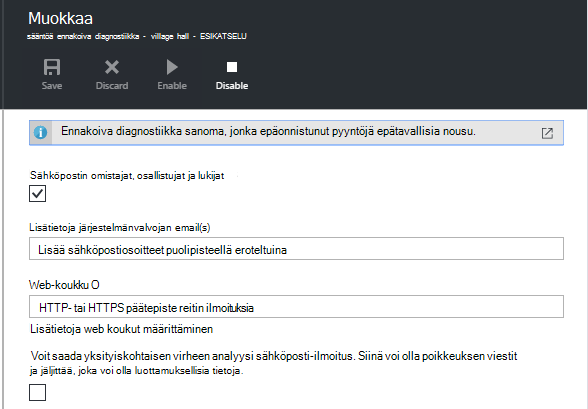 Muokkaa
sääntöä ennakoiva diagnostiikka - village hall - ESIKATSELU
Save Discard Enable Disable
Ennakoiva diagnostiikka sanoma, jonka epäonnistunut pyyntöjä epätavallisia nousu.
Sähköpostin omistajat, osallistujat ja lukijat
Lisätietoja järjestelmänvalvojan email(s)
Lisää sähköpostiosoitteet puolipisteellä eroteltuina
Web-koukku O
HTTP- tai HTTPS päätepiste reitin ilmoituksia
Lisätietoja web koukut määrittäminen
Voit saada yksityiskohtaisen virheen analyysi sähköposti-ilmoitus. Siinä voi olla poikkeuksen viestit
ja jäljittää, joka voi olla luottamuksellisia tietoja.